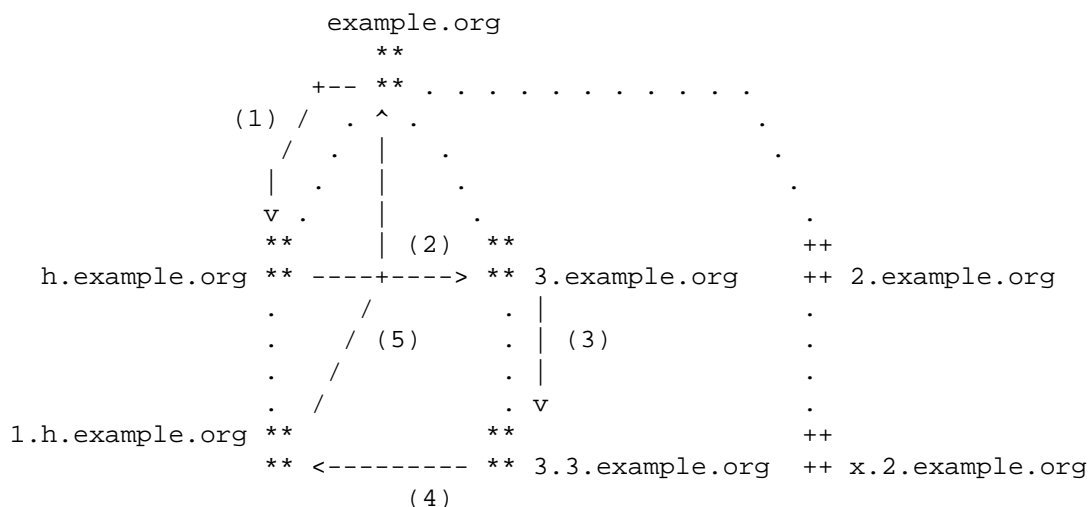 example.org
(1)
(2)
h.example.org 3.example.org 2.example.org
(5) (3)
1.h.example.org
3.3.example.org x.2.example.org
(4)